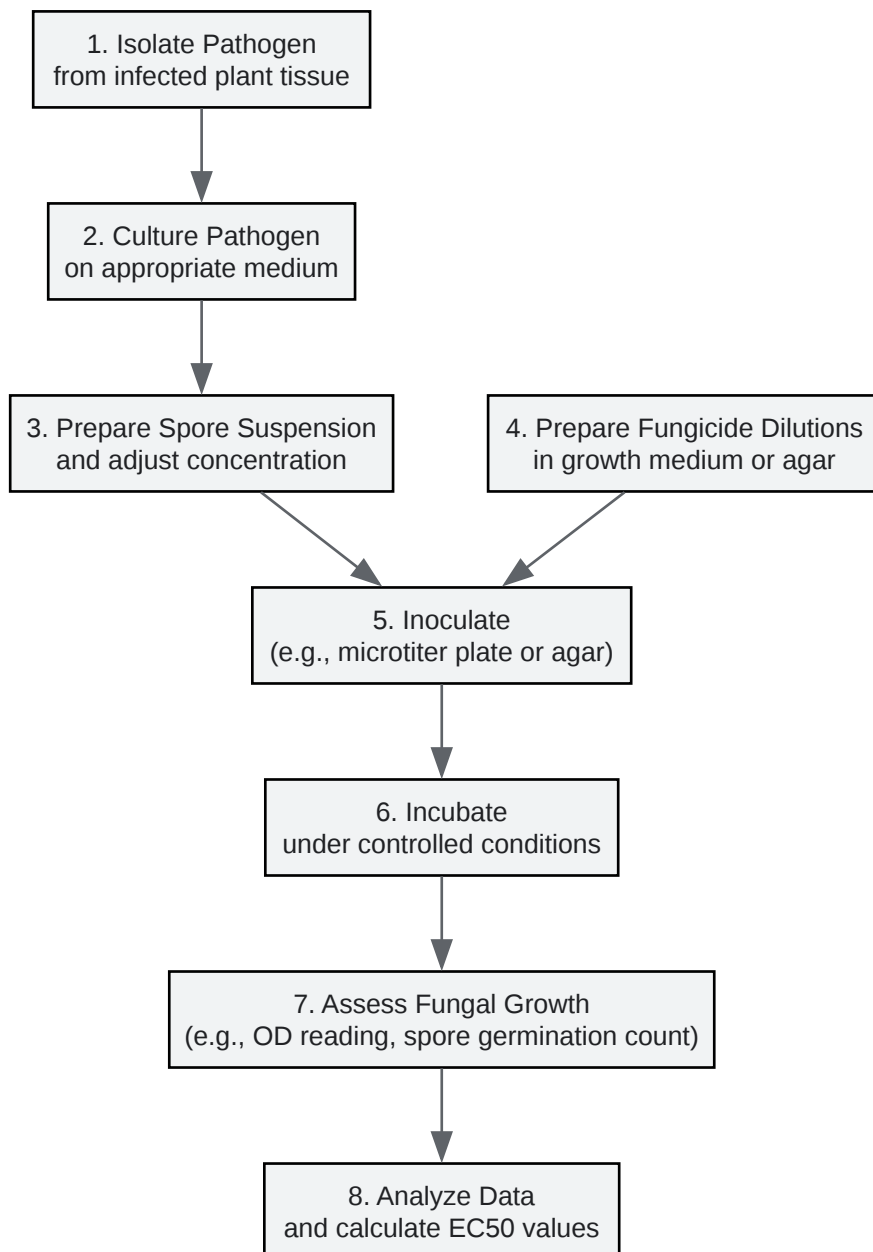 1. Isolate Pathogen
from infected plant tissue
2. Culture Pathogen
on appropriate medium
3. Prepare Spore Suspension
and adjust concentration
4. Prepare Fungicide Dilutions
in growth medium or agar
5. Inoculate
(e.g., microtiter plate or agar)
6. Incubate
under controlled conditions
7. Assess Fungal Growth
(e.g., OD reading, spore germination count)
8. Analyze Data
and calculate EC50 values